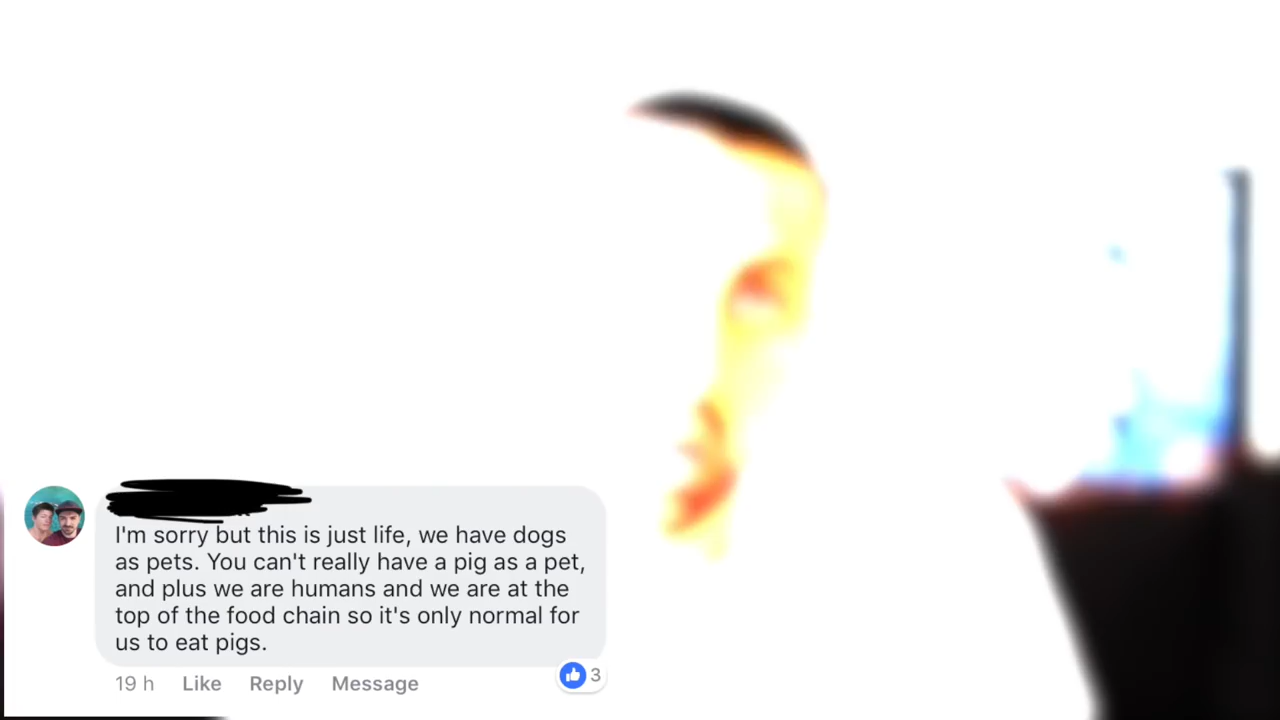 I'm sorry but this is just life, we have dogs
as pets. You can't really have a pig as a pet,
and plus we are humans and we are at the
top of the food chain so it's only normal for
us to eat pigs.
19 h Like Reply Message 3